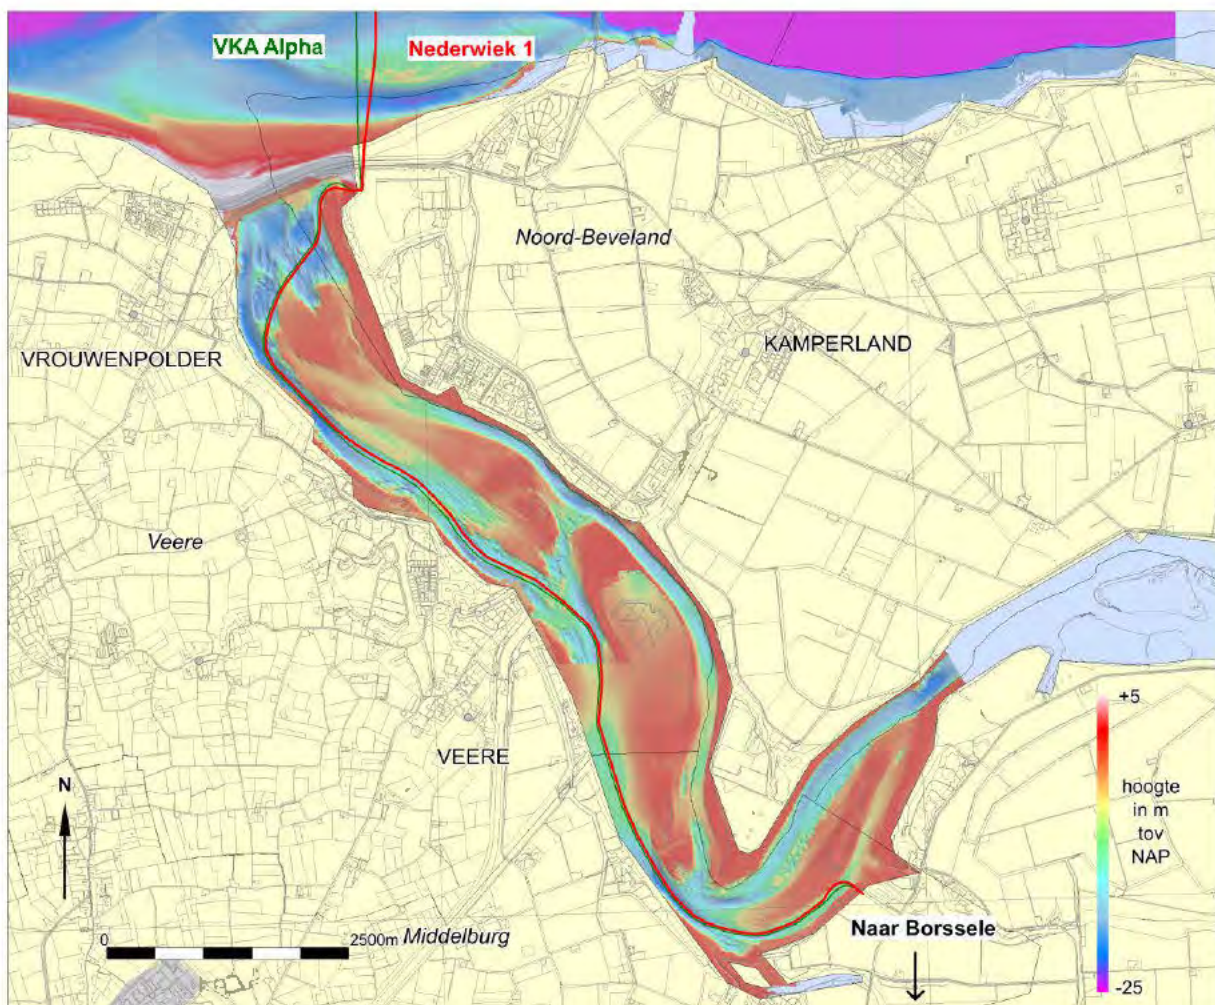 VKA Alpha
Nederwiek 1
Noord-Beveland
VROUWENPOLDER
KAMPERLAND
Veere
VEERE
N
+5
hoogte
in m
tov
NAP
-25
0
2500m
Middelburg
Naar Borssele